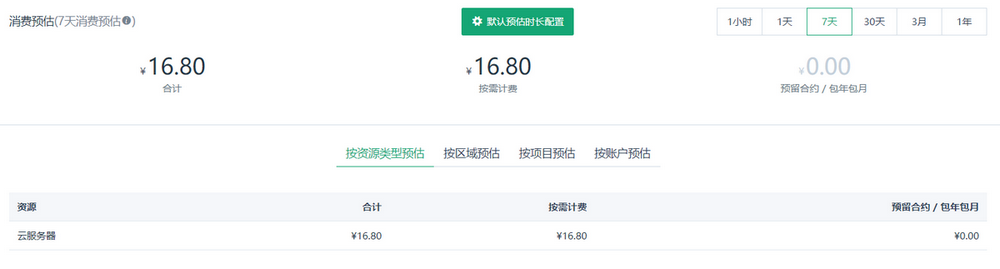 消费预估(7天消费预估)
默认预估时长配置
1小时 1天 7天 30天 3月 1年
¥16.80 ¥16.80 ¥0.00
合计 按需计费 预留合约 / 包年包月
按资源类型预估 按区域预估 按项目预估 按账户预估
资源 合计 按需计费 预留合约 / 包年包月
云服务器 ¥16.80 ¥16.80 ¥0.00